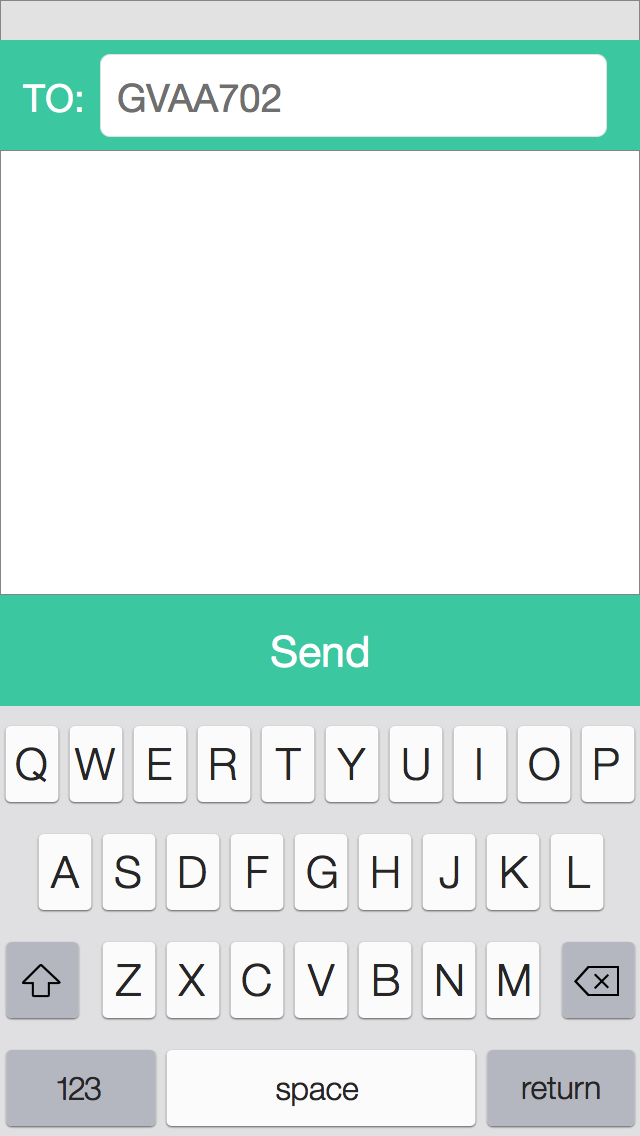 TO: GVAA702
Send
Q W E R T Y U I O P
A S D F G H J K L
Z X C V B N M
123 space return